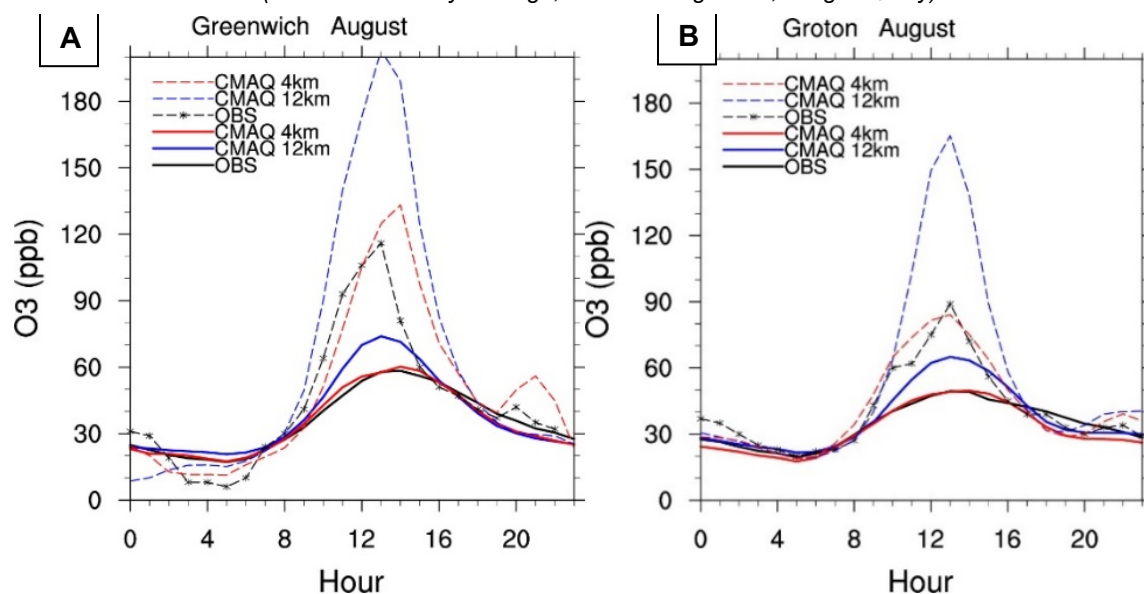 A
Greenwich August
CMAQ 4km
CMAQ 12km
OBS
CMAQ 4km
CMAQ 12km
OBS
O3 (ppb)
180
150
120
90
60
30
0
0 4 8 12 16 20
Hour
B
Groton August
CMAQ 4km
CMAQ 12km
OBS
CMAQ 4km
CMAQ 12km
OBS
O3 (ppb)
180
150
120
90
60
30
0
0 4 8 12 16 20
Hour